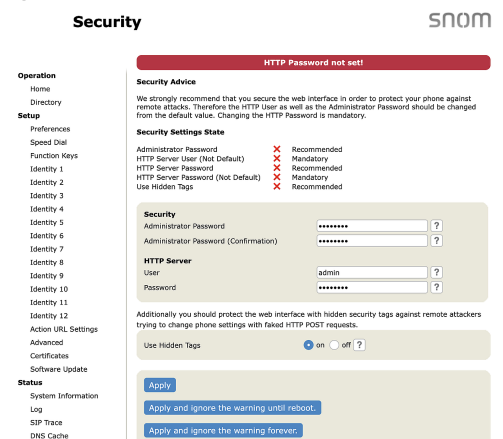 Security
snom
HTTP Password not set!
Operation
Home
Directory
Setup
Preferences
Speed Dial
Function Keys
Identity 1
Identity 2
Identity 3
Identity 4
Identity 5
Identity 6
Identity 7
Identity 8
Identity 9
Identity 10
Identity 11
Identity 12
Action URL Settings
Advanced
Certificates
Software Update
Status
System Information
Log
SIP Trace
DNS Cache
Security Advice
We strongly recommend that you secure the web interface in order to protect your phone against
remote attacks. Therefore the HTTP User as well as the Administrator Password should be changed
from the default value. Changing the HTTP Password is mandatory.
Security Settings State
Administrator Password Recommended
HTTP Server User (Not Default) Mandatory
HTTP Server Password Recommended
HTTP Server Password (Not Default) Mandatory
Use Hidden Tags Recommended
Security
Administrator Password •••••••• ?
Administrator Password (Confirmation) •••••••• ?
HTTP Server
User admin ?
Password •••••••• ?
Additionally you should protect the web interface with hidden security tags against remote attackers
trying to change phone settings with faked HTTP POST requests.
Use Hidden Tags on off ?
Apply
Apply and ignore the warning until reboot.
Apply and ignore the warning forever.